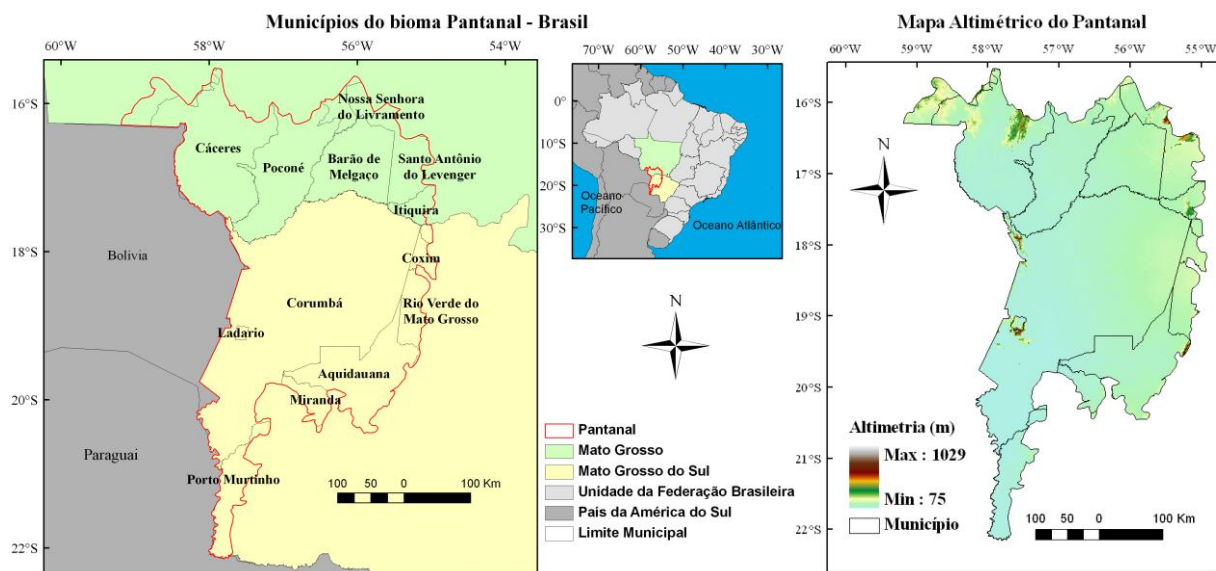 Municípios do bioma Pantanal - Brasil
60°W
58°W
56°W
54°W
16°S
18°S
20°S
22°S
Nossa Senhora
do Livramento
Cáceres
Poconé
Barão de
Melgaço
Santo Antônio
do Levenger
Itiquira
Bolivia
Coxim
Corumbá
Rio Verde do
Mato Grosso
Ladario
Aquidauana
Miranda
Paraguai
Porto Murtinho
100 50 0 100 Km
70°W 60°W 50°W 40°W 30°W
0°
10°S
20°S
30°S
Oceano
Pacífico
Oceano Atlântico
N
Pantanal
Mato Grosso
Mato Grosso do Sul
Unidade da Federação Brasileira
País da América do Sul
Limite Municipal
Mapa Altimétrico do Pantanal
60°W 59°W 58°W 57°W 56°W 55°W
16°S
17°S
18°S
19°S
20°S
21°S
22°S
N
Altimetria (m)
Max : 1029
Min : 75
Município
100 50 0 100 Km